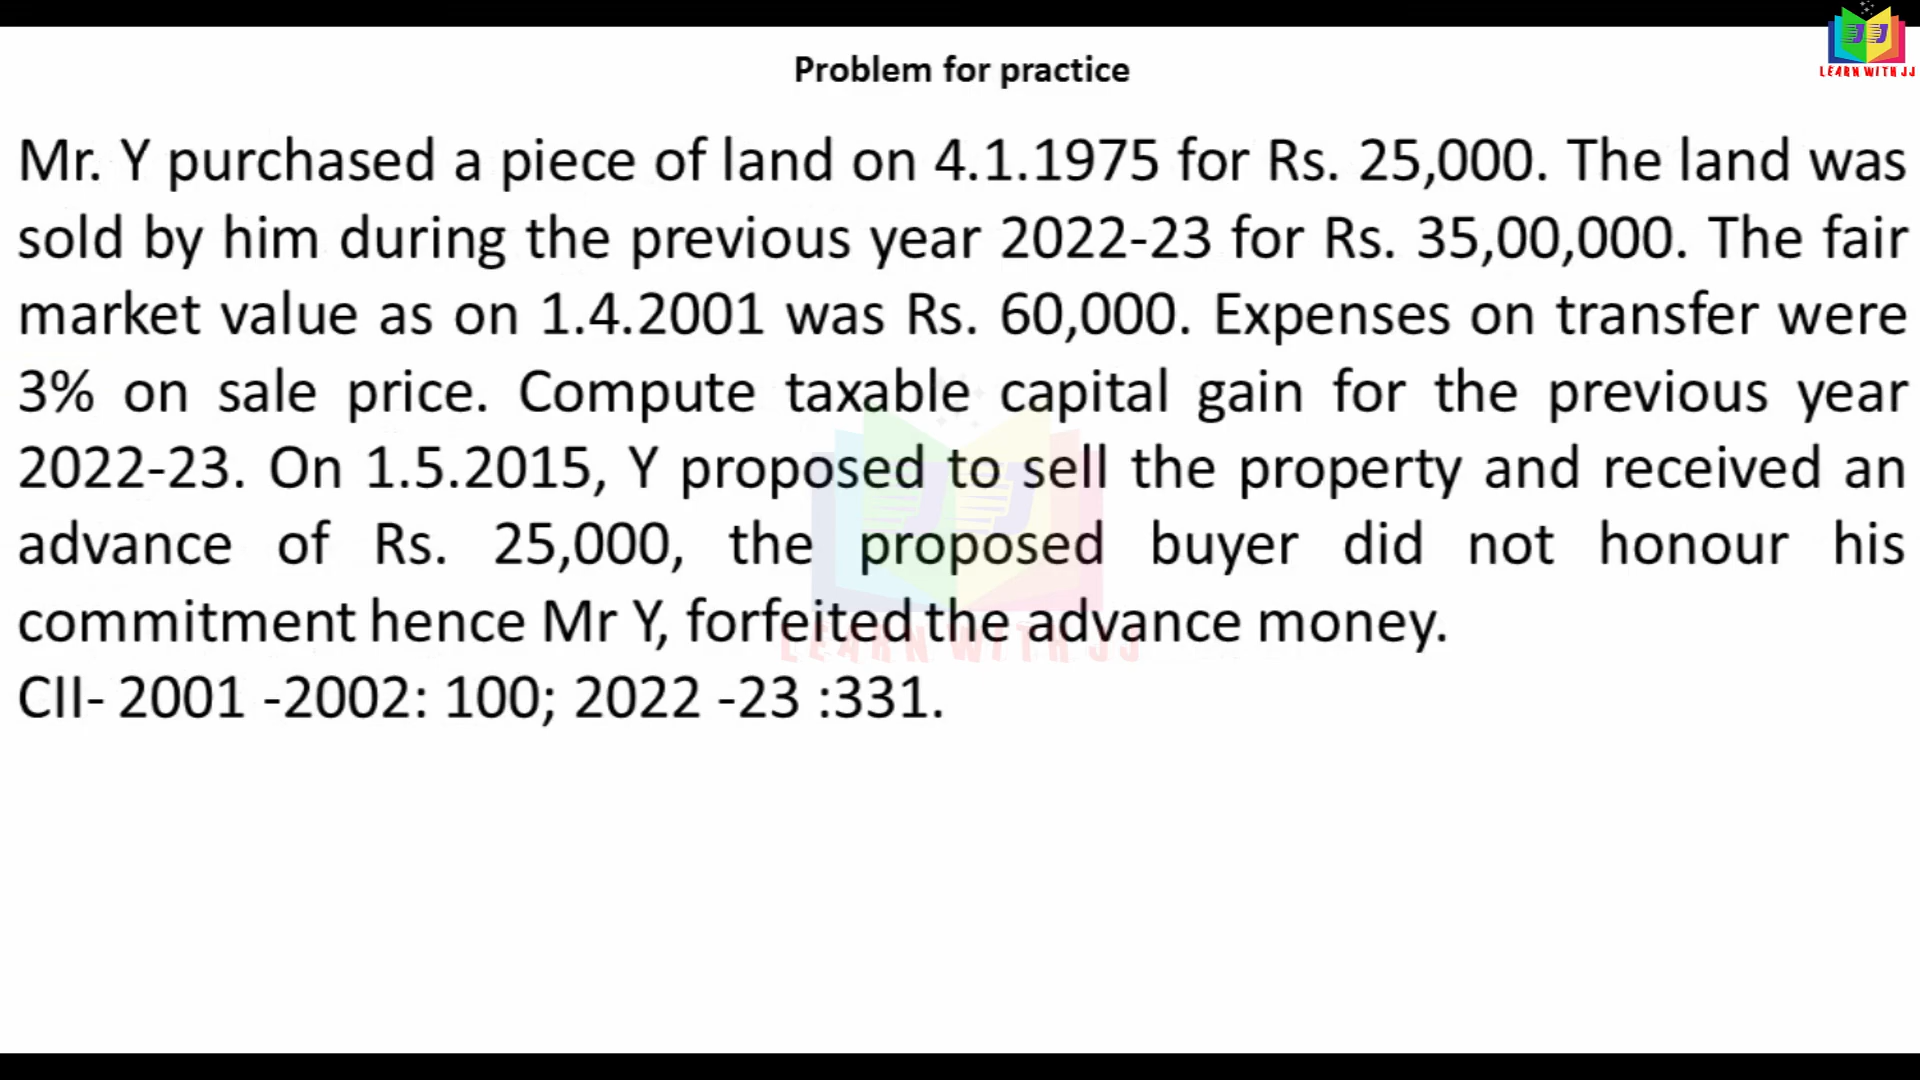 LEARN WITH JJ
Problem for practice
Mr. Y purchased a piece of land on 4.1.1975 for Rs. 25,000. The land was
sold by him during the previous year 2022-23 for Rs. 35,00,000. The fair
market value as on 1.4.2001 was Rs. 60,000. Expenses on transfer were
3% on sale price. Compute taxable capital gain for the previous year
2022-23. On 1.5.2015, Y proposed to sell the property and received an
advance of Rs. 25,000, the proposed buyer did not honour his
commitment hence Mr Y, forfeited the advance money.
LEARN WITH JJ
CII- 2001 -2002: 100; 2022 -23 :331.